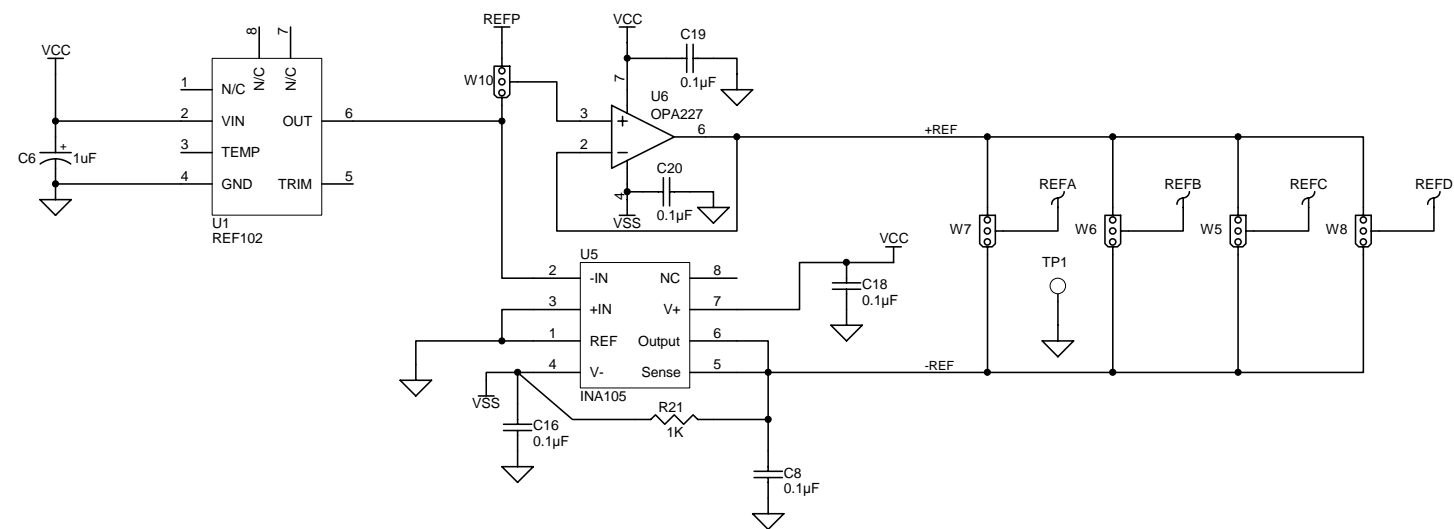 VCC
C6
+
1uF
8
7
N/C
N/C
1
N/C
2
VIN
OUT
6
3
TEMP
4
GND
TRIM
5
U1
REF102
REFP
W10
VCC
C19
0.1µF
7
U6
OPA227
3
+
2
–
6
4
VSS
C20
0.1µF
+REF
REFA
REFB
REFC
REFD
W7
W6
W5
W8
TP1
U5
2
-IN
NC
8
3
+IN
V+
7
1
REF
Output
6
4
V-
Sense
5
INA105
VCC
C18
0.1µF
-REF
VSS
C16
0.1µF
R21
1K
C8
0.1µF